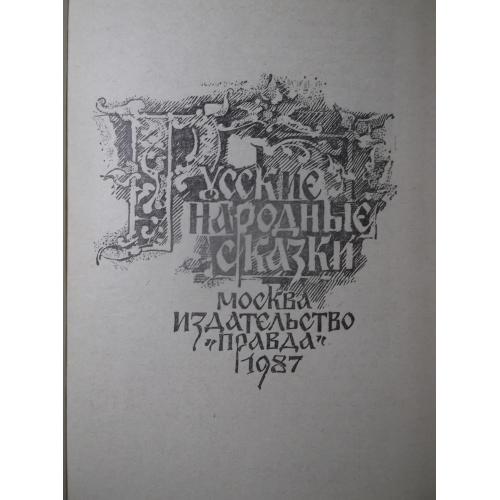 Русские
народные
сказки
Москва
издательство
„Правда“
1987